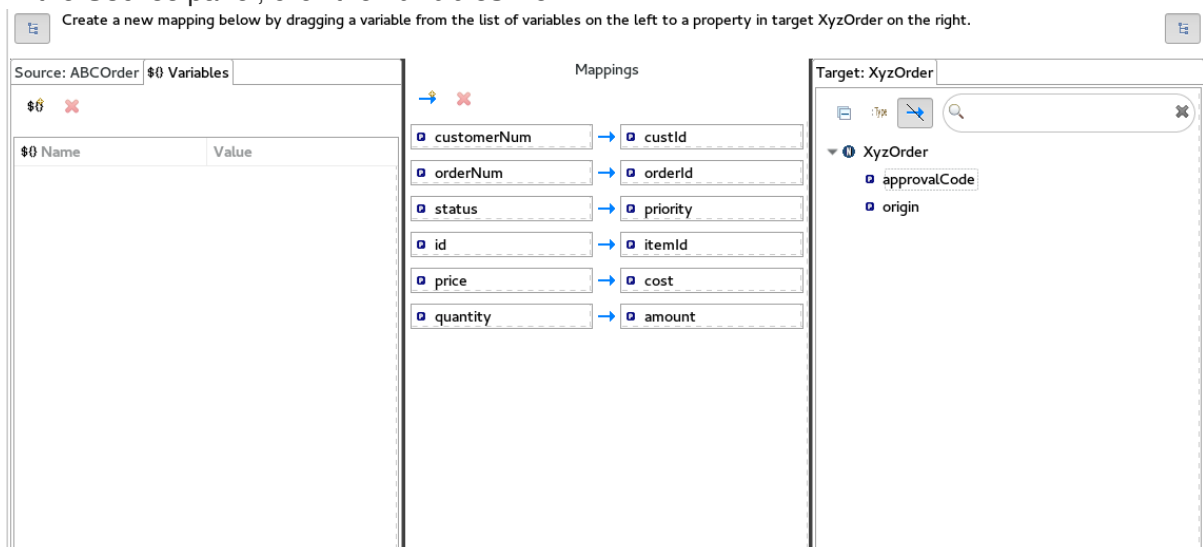 Create a new mapping below by dragging a variable from the list of variables on the left to a property in target XyzOrder on the right.
Source: ABCOrder ${} Variables
Mappings
Target: XyzOrder
${}
: Type
${} Name Value
customerNum custId
orderNum orderId
status priority
id itemId
price cost
quantity amount
XyzOrder
approvalCode
origin